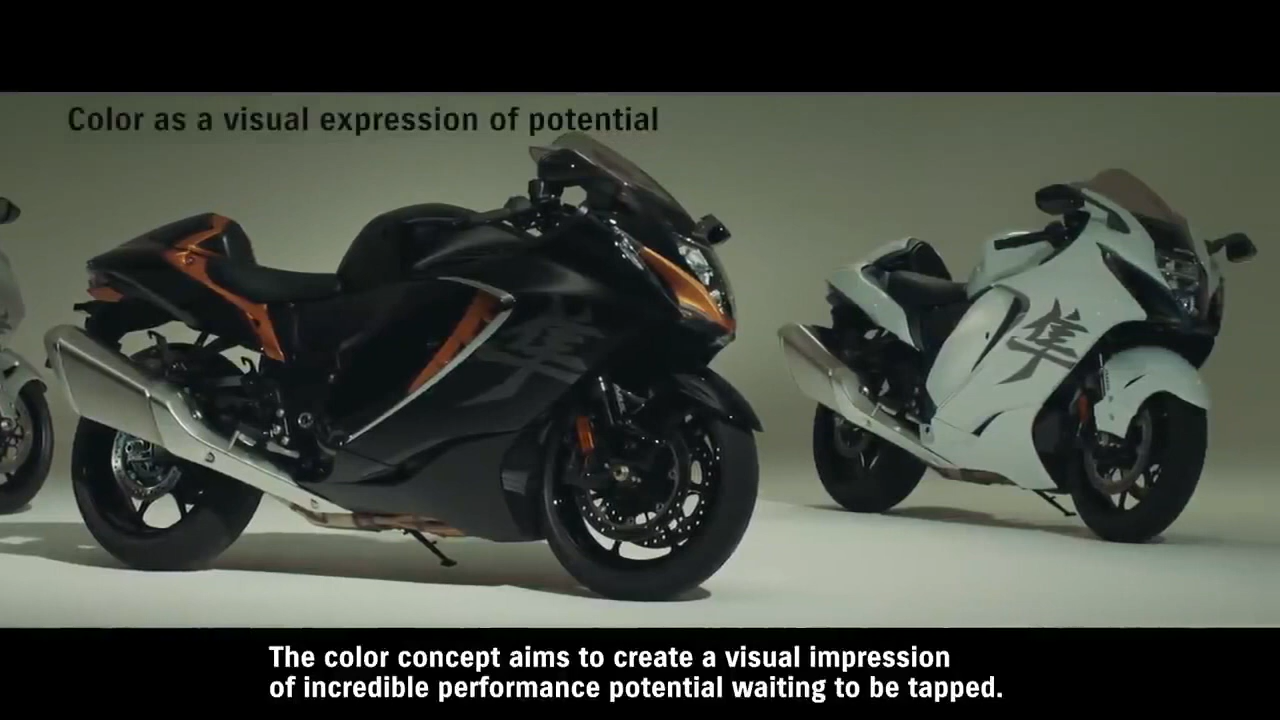 Color as a visual expression of potential
隼
隼
The color concept aims to create a visual impression
of incredible performance potential waiting to be tapped.